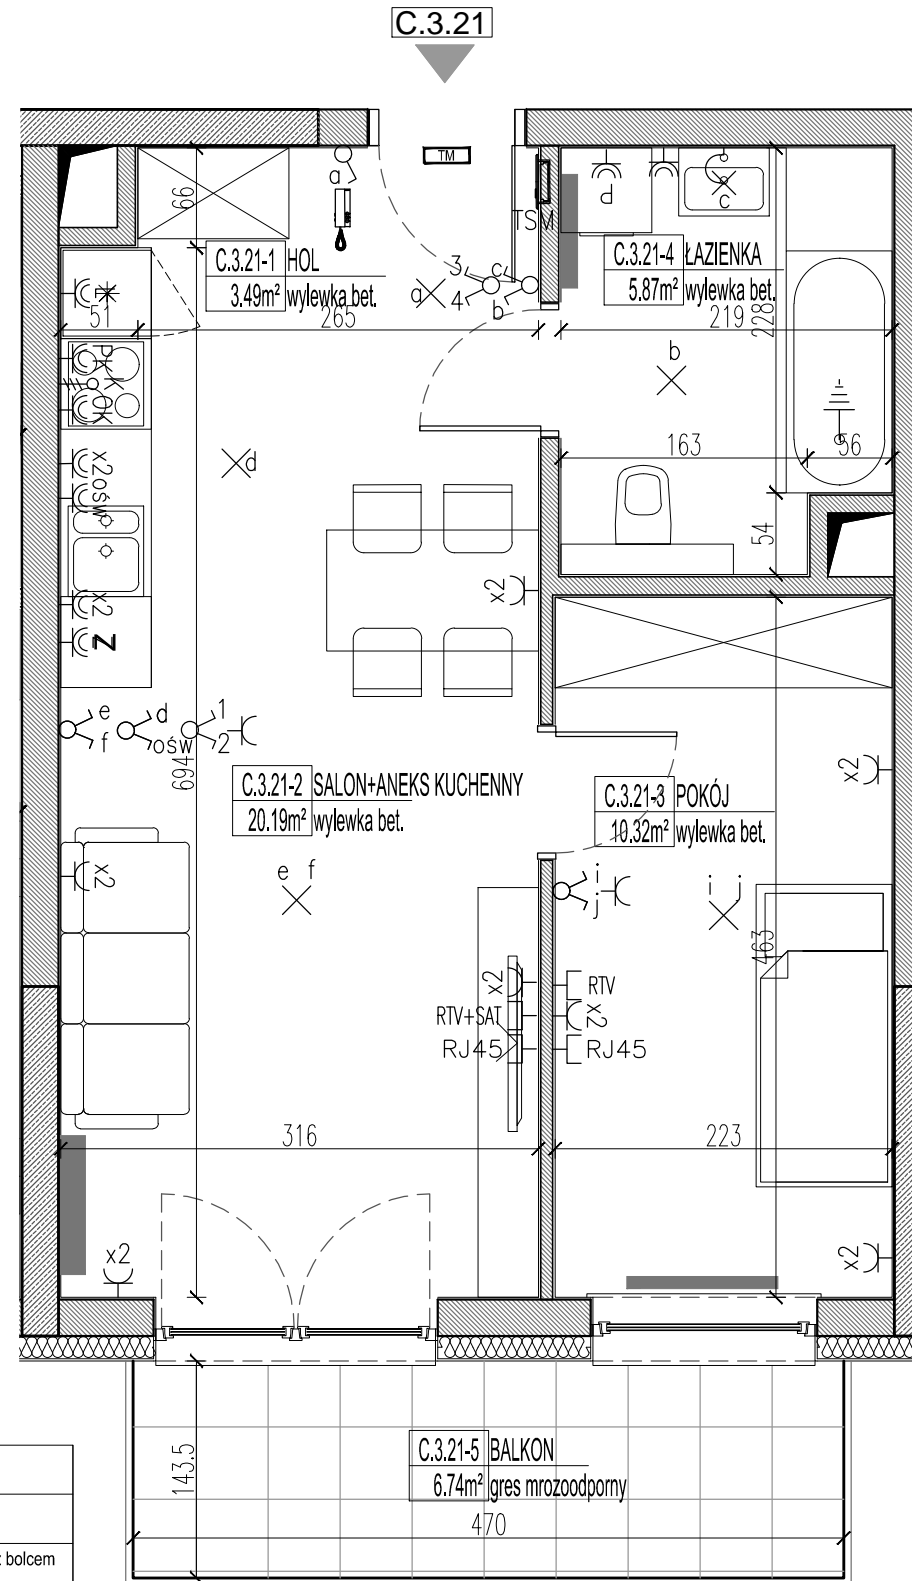 C.3.21
TM
a
66
TSM
P
c
C.3.21-1 HOL
3.49m² wylewka bet.
C.3.21-4 ŁAZIENKA
5.87m² wylewka bet.
3
4
c
b
a
51
265
219
228
PK
OK
b
163
56
d
x2
ośw
54
x2
x2
Z
e
f
d
ośw
1
2
694
C.3.21-2 SALON+ANEKS KUCHENNY
20.19m² wylewka bet.
C.3.21-3 POKÓJ
10.32m² wylewka bet.
x2
x2
e f
i
j
i j
463
x2
RTV+SAT
RJ45
RTV
x2
RJ45
316
223
x2
x2
143.5
C.3.21-5 BALKON
6.74m² gres mrozoodporny
470
z bolcem